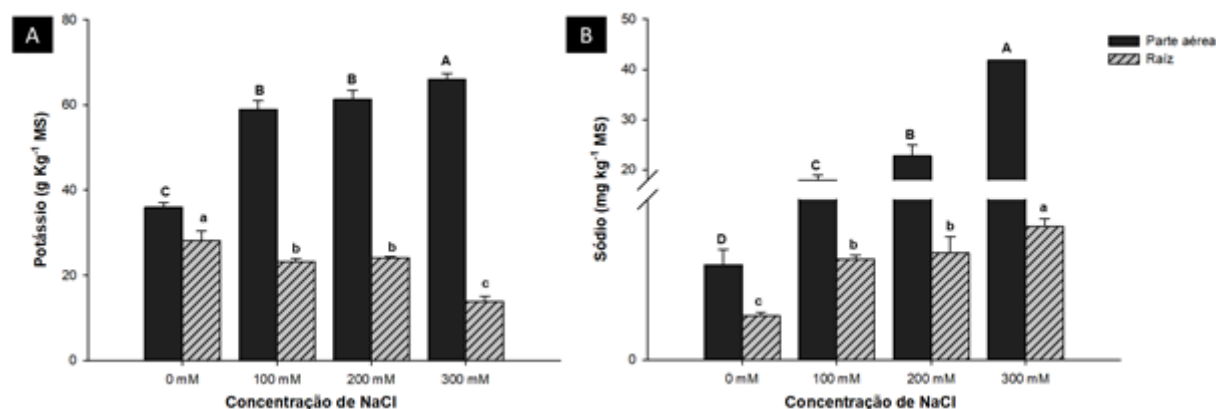 A
80
60
40
20
0
Potássio (g Kg⁻¹ MS)
C
a
B
b
B
b
A
c
0 mM
100 mM
200 mM
300 mM
Concentração de NaCl
B
50
40
30
20
0
Sódio (mg kg⁻¹ MS)
D
c
C
b
B
b
A
a
0 mM
100 mM
200 mM
300 mM
Concentração de NaCl
Parte aérea
Raíz